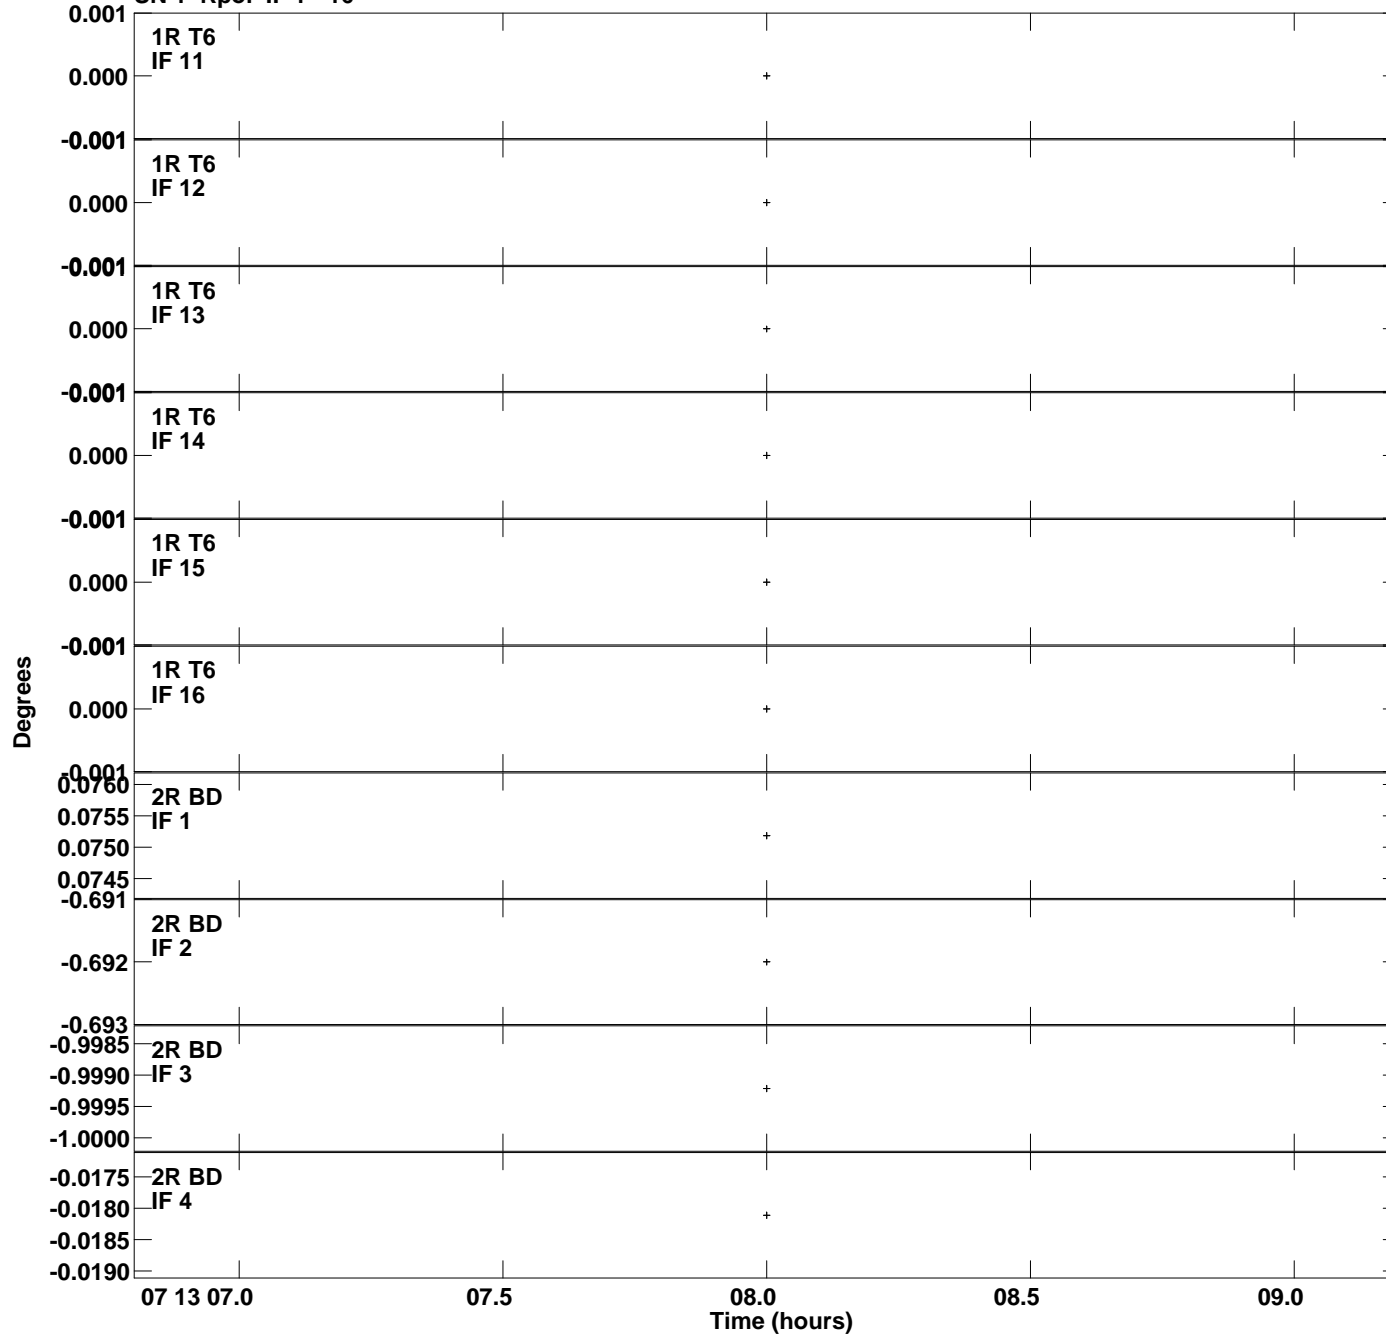 0.001
1R T6
IF 11
0.000
-0.001
1R T6
IF 12
0.000
-0.001
1R T6
IF 13
0.000
-0.001
1R T6
IF 14
0.000
-0.001
1R T6
IF 15
0.000
-0.001
1R T6
IF 16
0.000
-0.001
Degrees
0.0760
2R BD
IF 1
0.0755
0.0750
0.0745
-0.691
2R BD
IF 2
-0.692
-0.693
-0.9985
2R BD
IF 3
-0.9990
-0.9995
-1.0000
-0.0175
2R BD
IF 4
-0.0180
-0.0185
-0.0190
07 13 07.0 07.5 08.0 08.5 09.0
Time (hours)